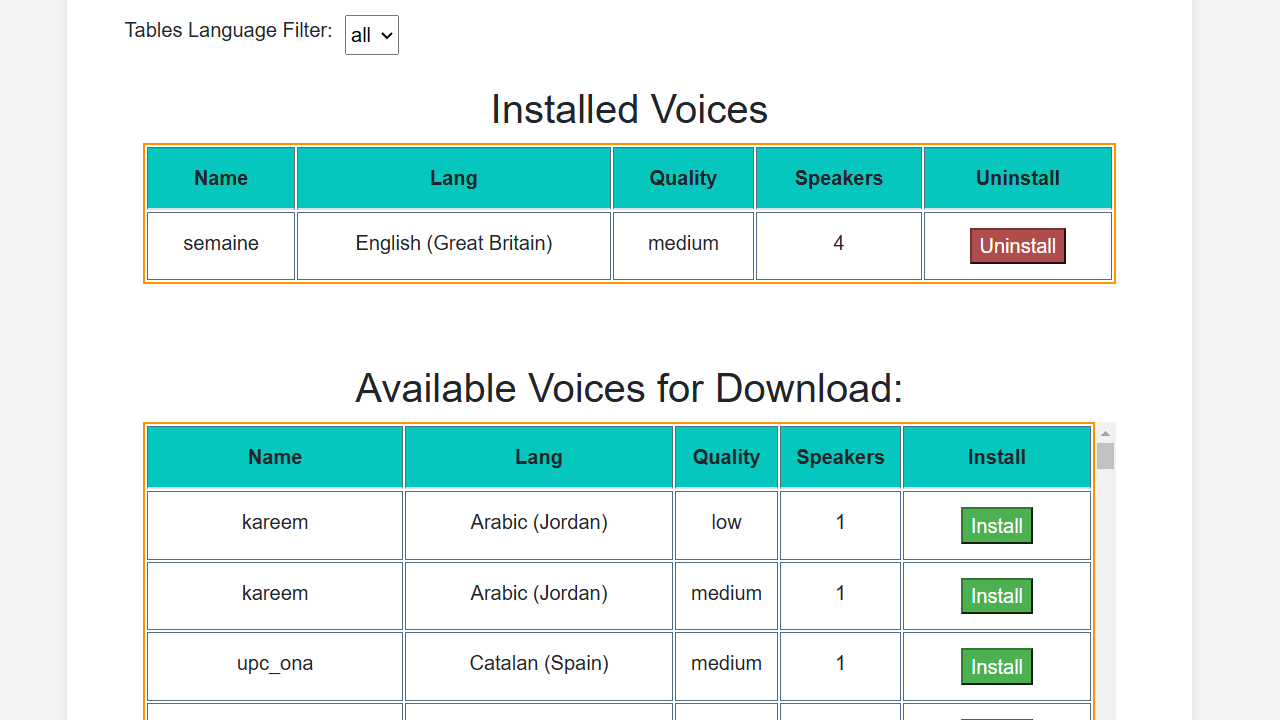 Tables Language Filter: all
Installed Voices
Name Lang Quality Speakers Uninstall
semaine English (Great Britain) medium 4 Uninstall
Available Voices for Download:
Name Lang Quality Speakers Install
kareem Arabic (Jordan) low 1 Install
kareem Arabic (Jordan) medium 1 Install
upc_ona Catalan (Spain) medium 1 Install